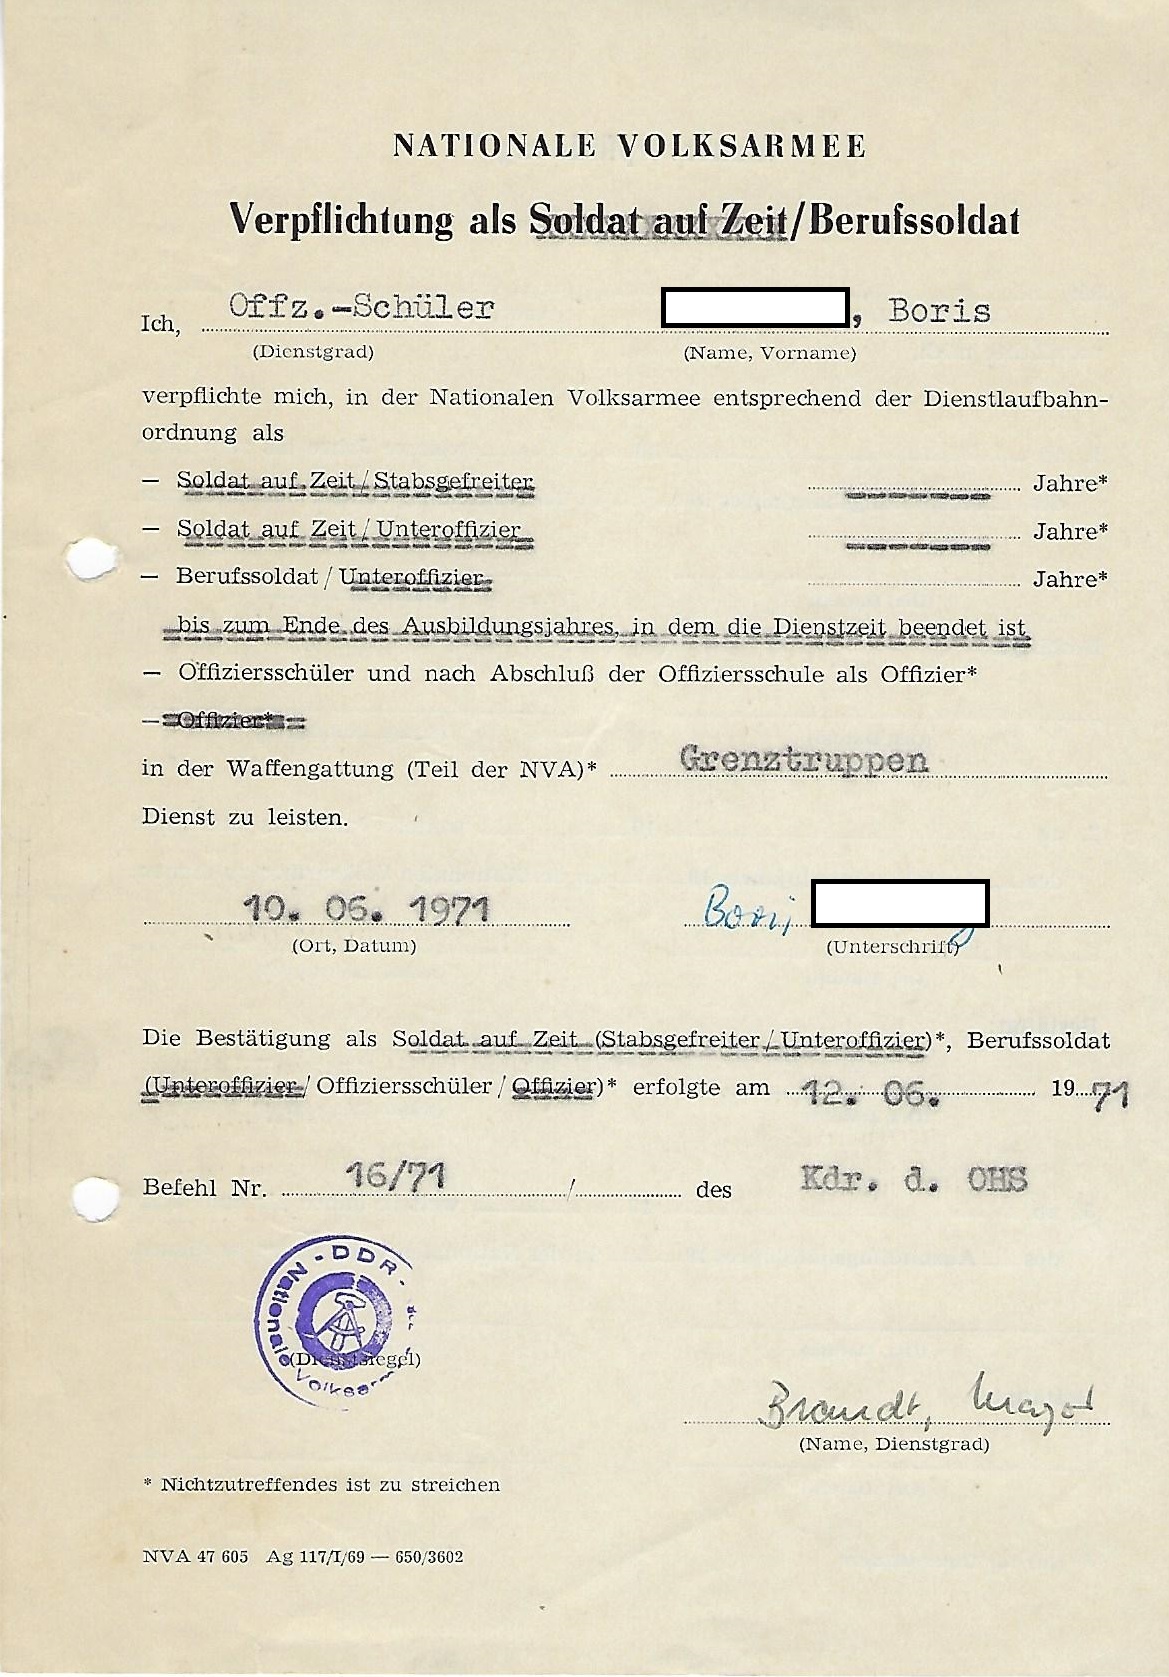 NATIONALE VOLKSARMEE
Verpflichtung als Soldat auf Zeit/Berufssoldat
Ich, Offz.-Schüler , Boris
(Dienstgrad) (Name, Vorname)
verpflichte mich, in der Nationalen Volksarmee entsprechend der Dienstlaufbahn-
ordnung als
— Soldat auf Zeit/Stabsgefreiter Jahre*
— Soldat auf Zeit/Unteroffizier Jahre*
— Berufssoldat/Unteroffizier Jahre*
bis zum Ende des Ausbildungsjahres, in dem die Dienstzeit beendet ist
— Offiziersschüler und nach Abschluß der Offiziersschule als Offizier*
— Offizier*
in der Waffengattung (Teil der NVA)* Grenztruppen
Dienst zu leisten.
10. 06. 1971 Boris
(Ort, Datum) (Unterschrift)
Die Bestätigung als Soldat auf Zeit (Stabsgefreiter/Unteroffizier)*, Berufssoldat
(Unteroffizier/Offiziersschüler/Offizier)* erfolgte am 12. 06. 1971
Befehl Nr. 16/71 / des Kdr. d. OHS
- DDR - Nationale Volksarm
(Dienstsiegel)
Brandt, Major
(Name, Dienstgrad)
* Nichtzutreffendes ist zu streichen
NVA 47 605 Ag 117/I/69 — 650/3602